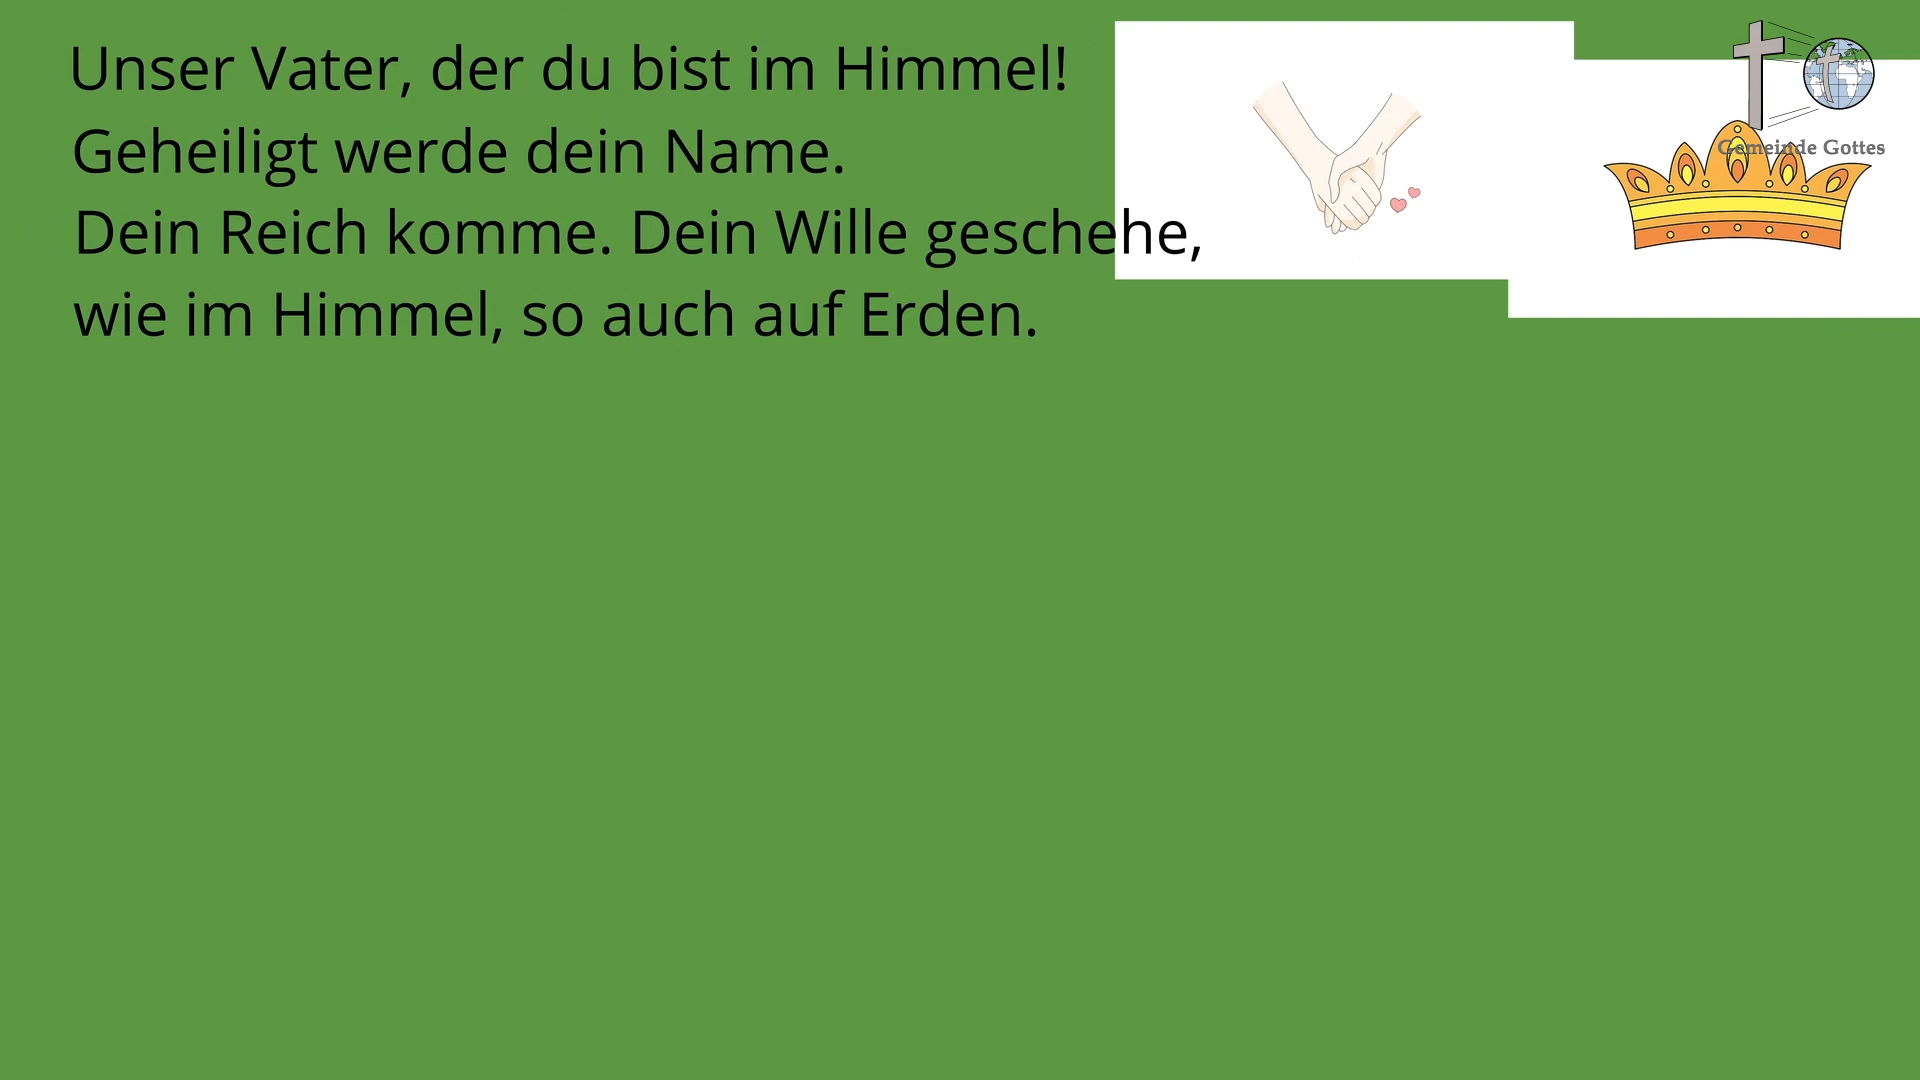 Unser Vater, der du bist im Himmel!
Geheiligt werde dein Name.
Dein Reich komme. Dein Wille geschehe,
wie im Himmel, so auch auf Erden.
Gemeinde Gottes